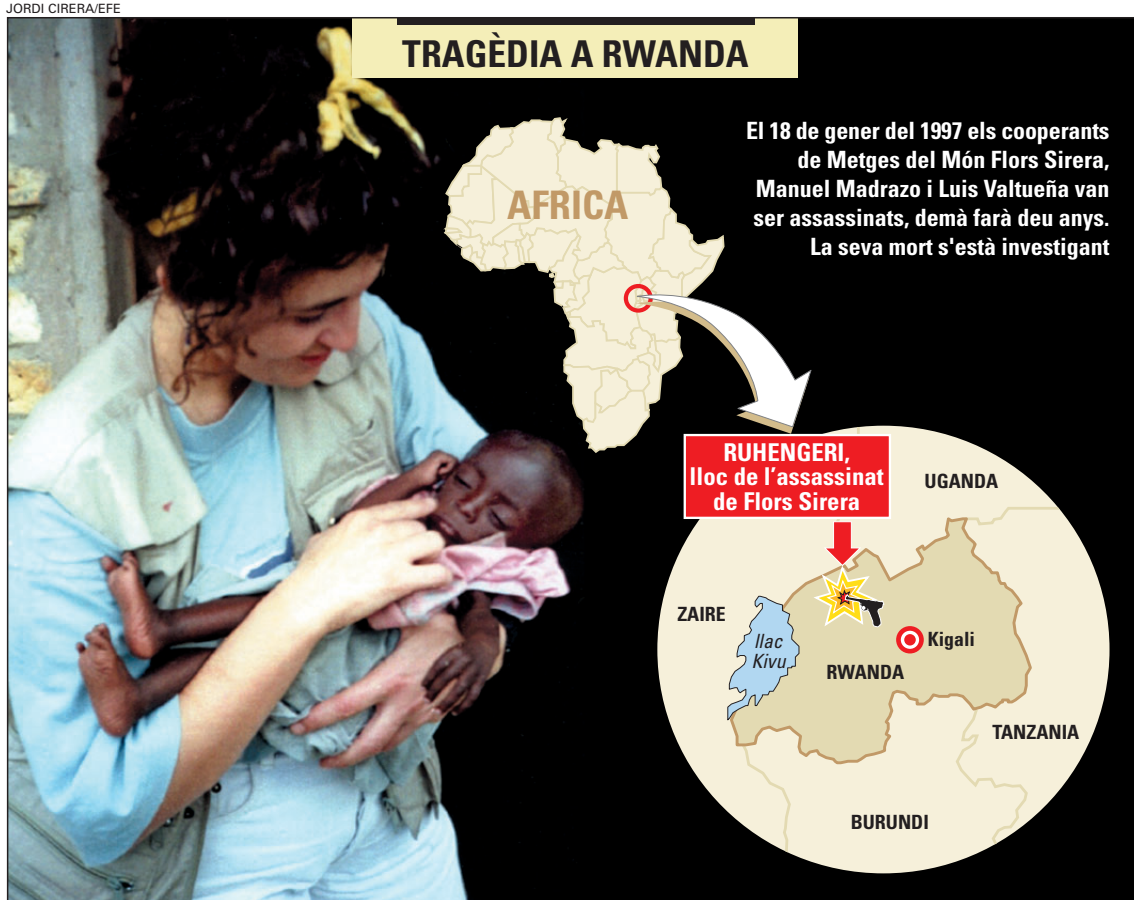 JORDI CIRERA/EFE
TRAGÈDIA A RWANDA
El 18 de gener del 1997 els cooperants
de Metges del Món Flors Sirera,
Manuel Madrazo i Luis Valtueña van
ser assassinats, demà farà deu anys.
La seva mort s'està investigant
AFRICA
RUHENGERI,
lloc de l’assassinat
de Flors Sirera
UGANDA
ZAIRE
llac
Kivu
Kigali
RWANDA
TANZANIA
BURUNDI